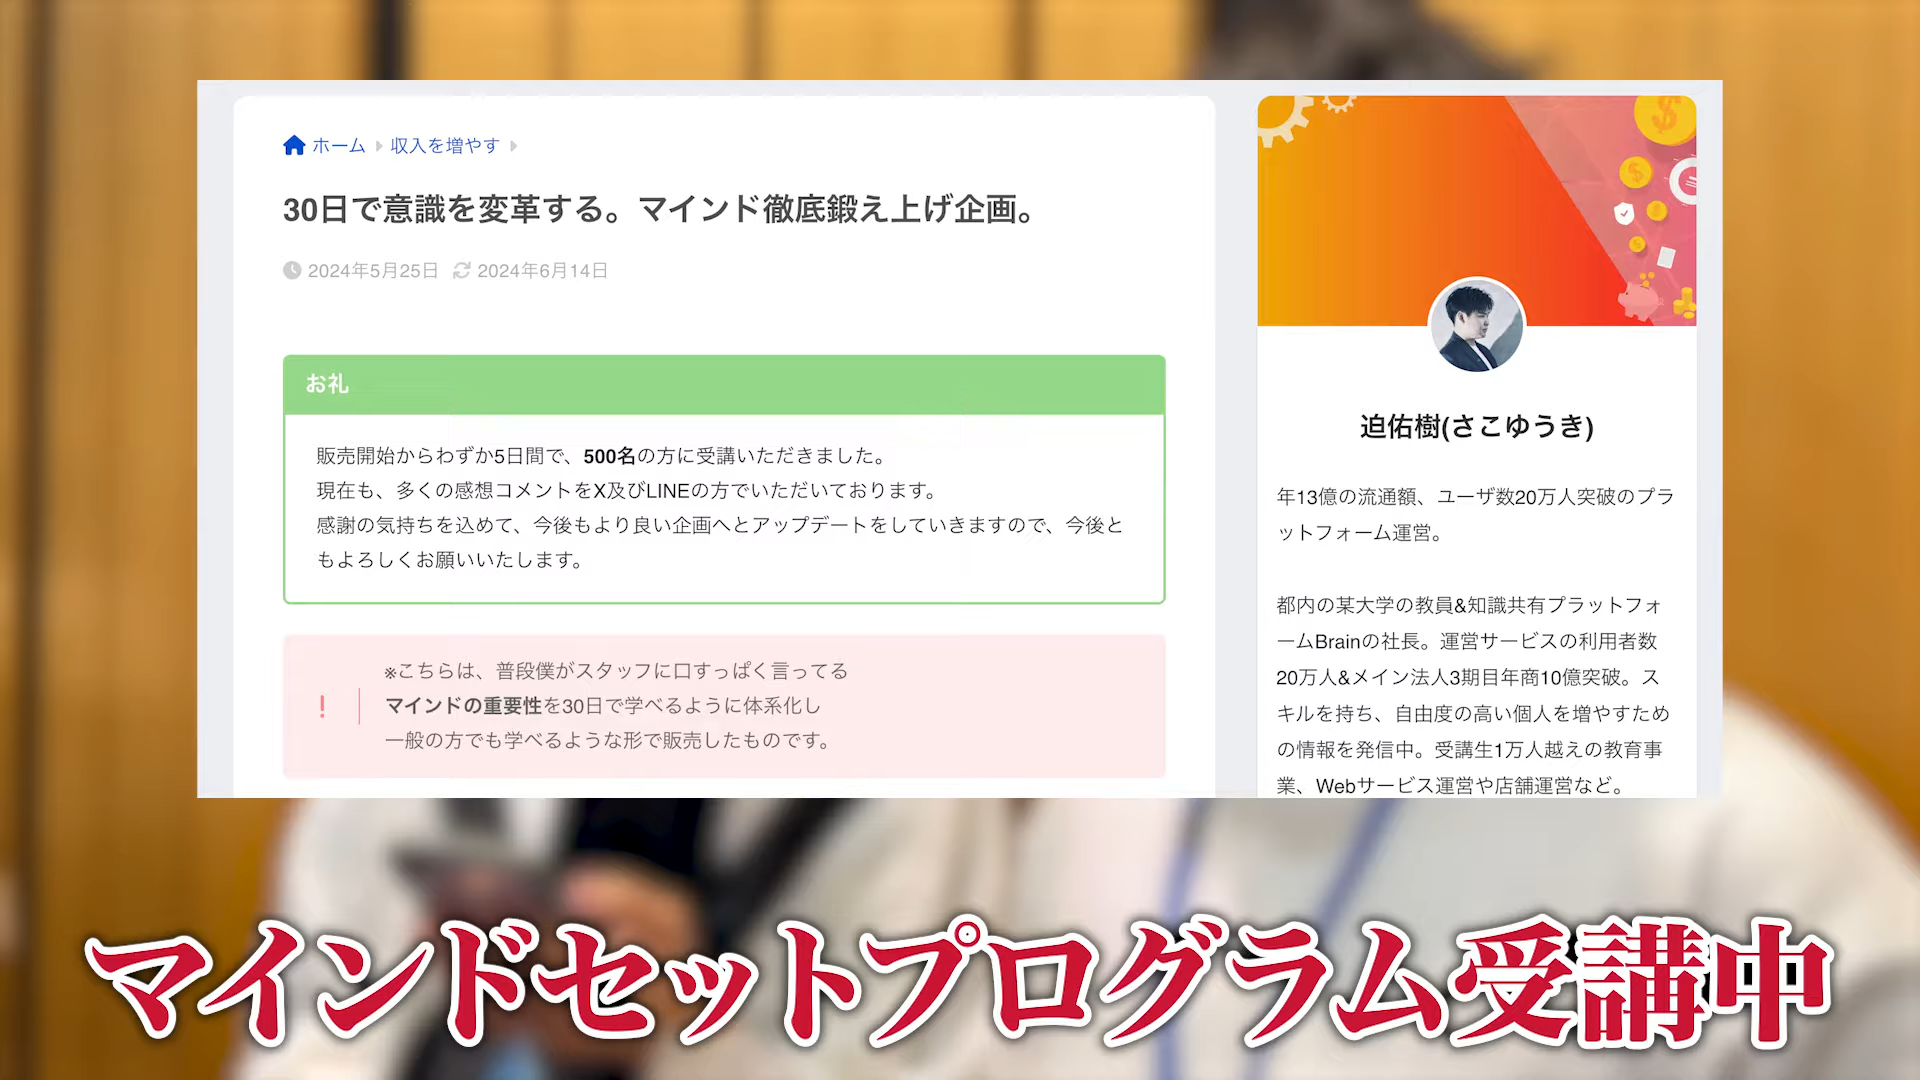 ホーム 収入を増やす
30日で意識を変革する。マインド徹底鍛え上げ企画。
2024年5月25日 2024年6月14日
お礼
販売開始からわずか5日間で、500名の方に受講いただきました。
現在も、多くの感想コメントをX及びLINEの方でいただいております。
感謝の気持ちを込めて、今後もより良い企画へとアップデートをしていきますので、今後と
もよろしくお願いいたします。
※こちらは、普段僕がスタッフに口すっぱく言ってる
マインドの重要性を30日で学べるように体系化し
一般の方でも学べるような形で販売したものです。
迫佑樹(さこゆうき)
年13億の流通額、ユーザ数20万人突破のプラ
ットフォーム運営。
都内の某大学の教員&知識共有プラットフォ
ームBrainの社長。運営サービスの利用者数
20万人&メイン法人3期目年商10億突破。ス
キルを持ち、自由度の高い個人を増やすため
の情報を発信中。受講生1万人越えの教育事
業、Webサービス運営や店舗運営など。
マインドセットプログラム受講中